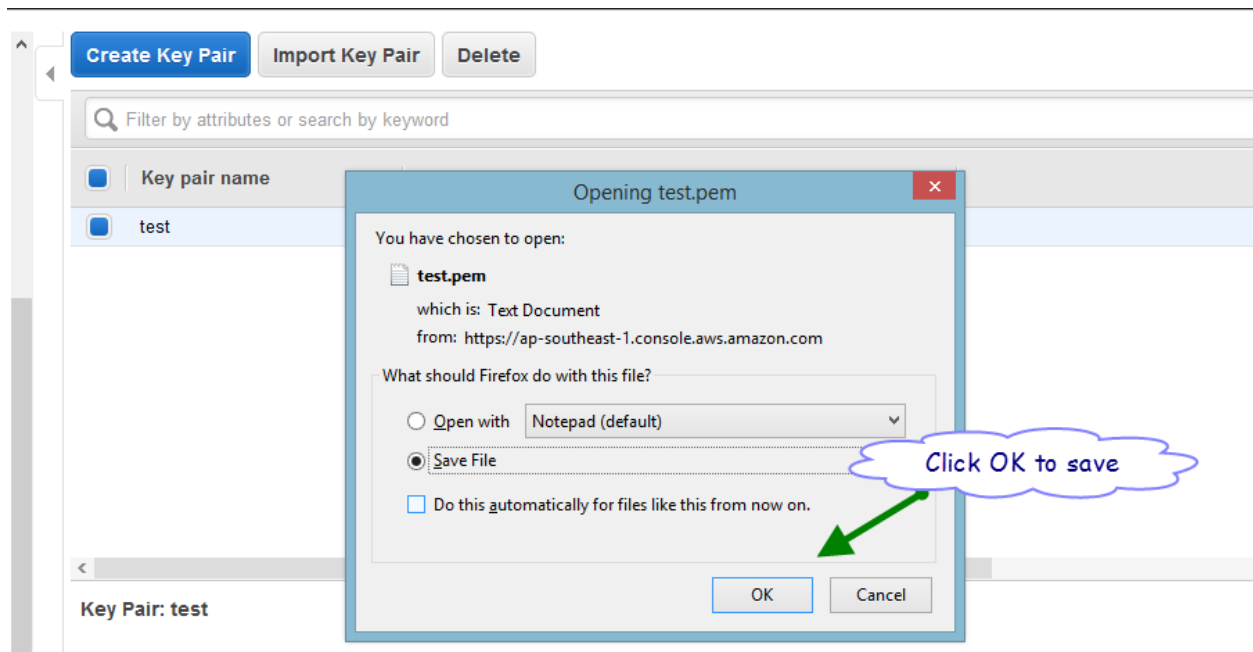 Create Key Pair Import Key Pair Delete
Filter by attributes or search by keyword
Key pair name
test
Opening test.pem
You have chosen to open:
test.pem
which is: Text Document
from: https://ap-southeast-1.console.aws.amazon.com
What should Firefox do with this file?
Open with Notepad (default)
Save File
Click OK to save
Do this automatically for files like this from now on.
OK Cancel
Key Pair: test